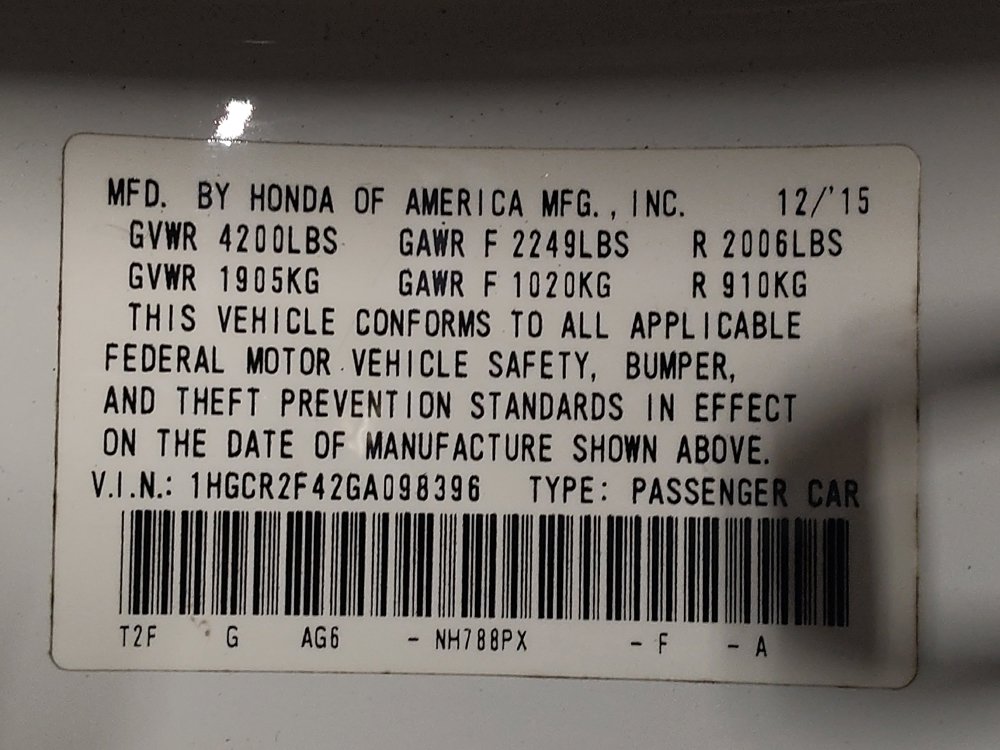 MFD. BY HONDA OF AMERICA MFG., INC. 12/'15
GVWR 4200LBS GAWR F 2249LBS R 2006LBS
GVWR 1905KG GAWR F 1020KG R 910KG
THIS VEHICLE CONFORMS TO ALL APPLICABLE
FEDERAL MOTOR VEHICLE SAFETY, BUMPER,
AND THEFT PREVENTION STANDARDS IN EFFECT
ON THE DATE OF MANUFACTURE SHOWN ABOVE.
V.I.N.: 1HGCR2F42GA098396 TYPE: PASSENGER CAR
T2F G AG6 - NH788PX - F - A